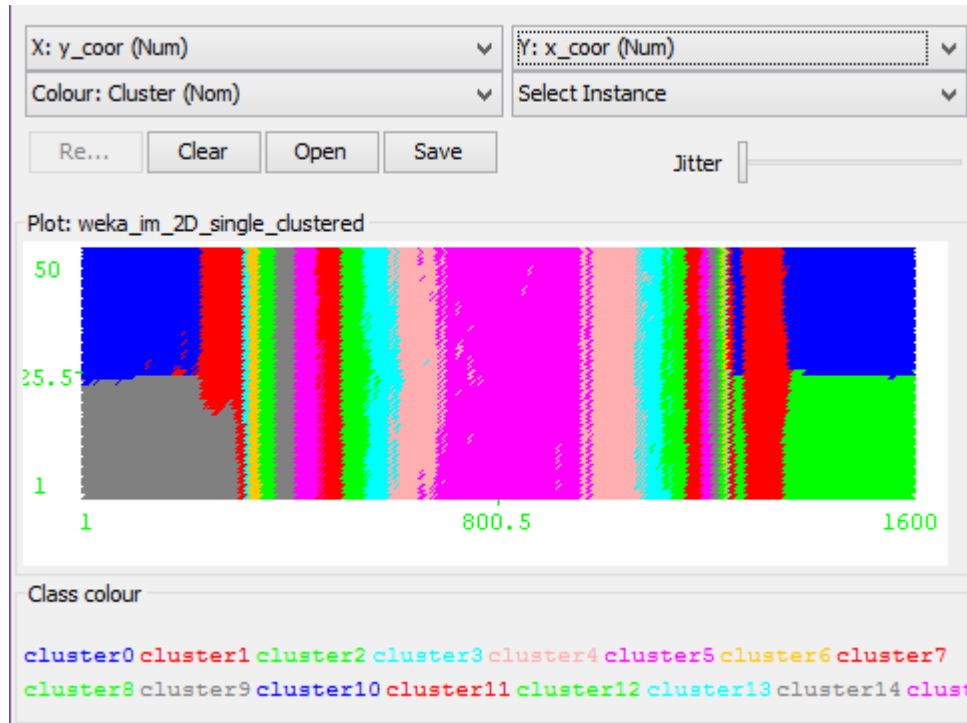 X: y_coor (Num) Y: x_coor (Num)
Colour: Cluster (Nom) Select Instance
Re... Clear Open Save Jitter
Plot: weka_im_2D_single_clustered
50
25.5
1
1 800.5 1600
Class colour
cluster0 cluster1 cluster2 cluster3 cluster4 cluster5 cluster6 cluster7
cluster8 cluster9 cluster10 cluster11 cluster12 cluster13 cluster14 clust